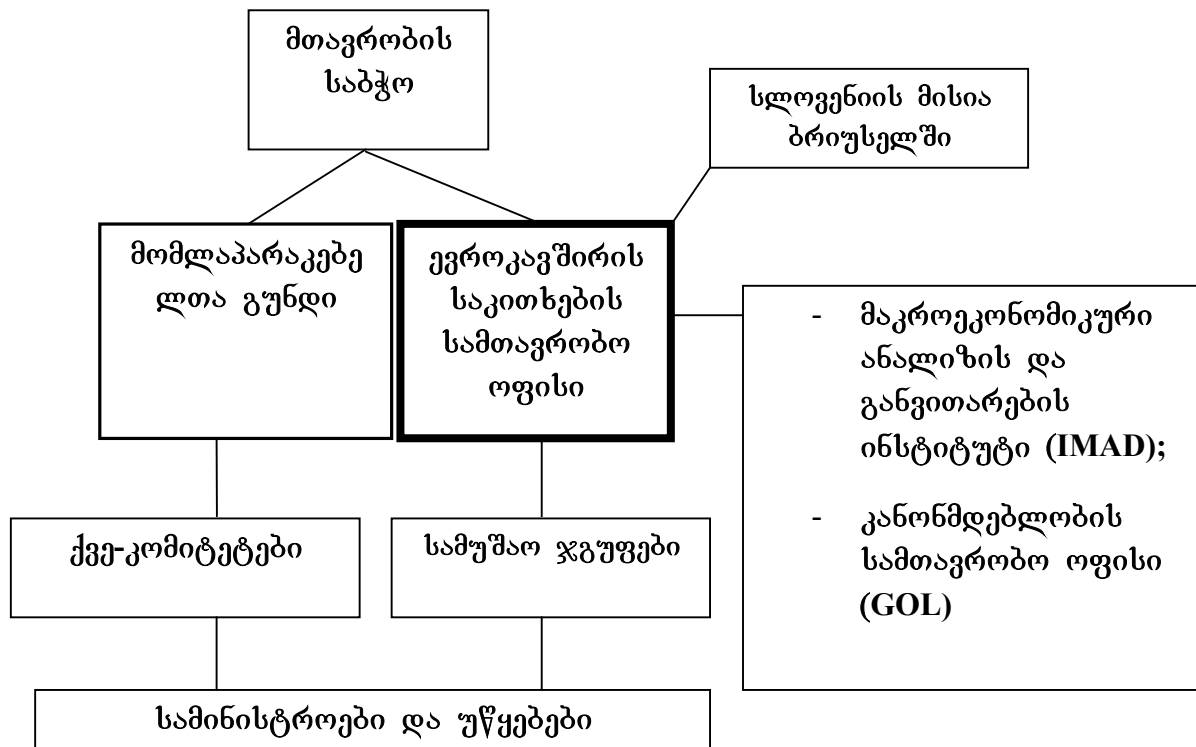 მთავრობის
საბჭო
სლოვენიის მისია
ბრიუსელში
მომლაპარაკებე
ლთა გუნდი
ევროკავშირის
საკითხების
სამთავრობო
ოფისი
- მაკროეკონომიკური
ანალიზის და
განვითარების
ინსტიტუტი (IMAD);
- კანონმდებლობის
სამთავრობო ოფისი
(GOL)
ქვე-კომიტეტები
სამუშაო ჯგუფები
სამინისტროები და უწყებები